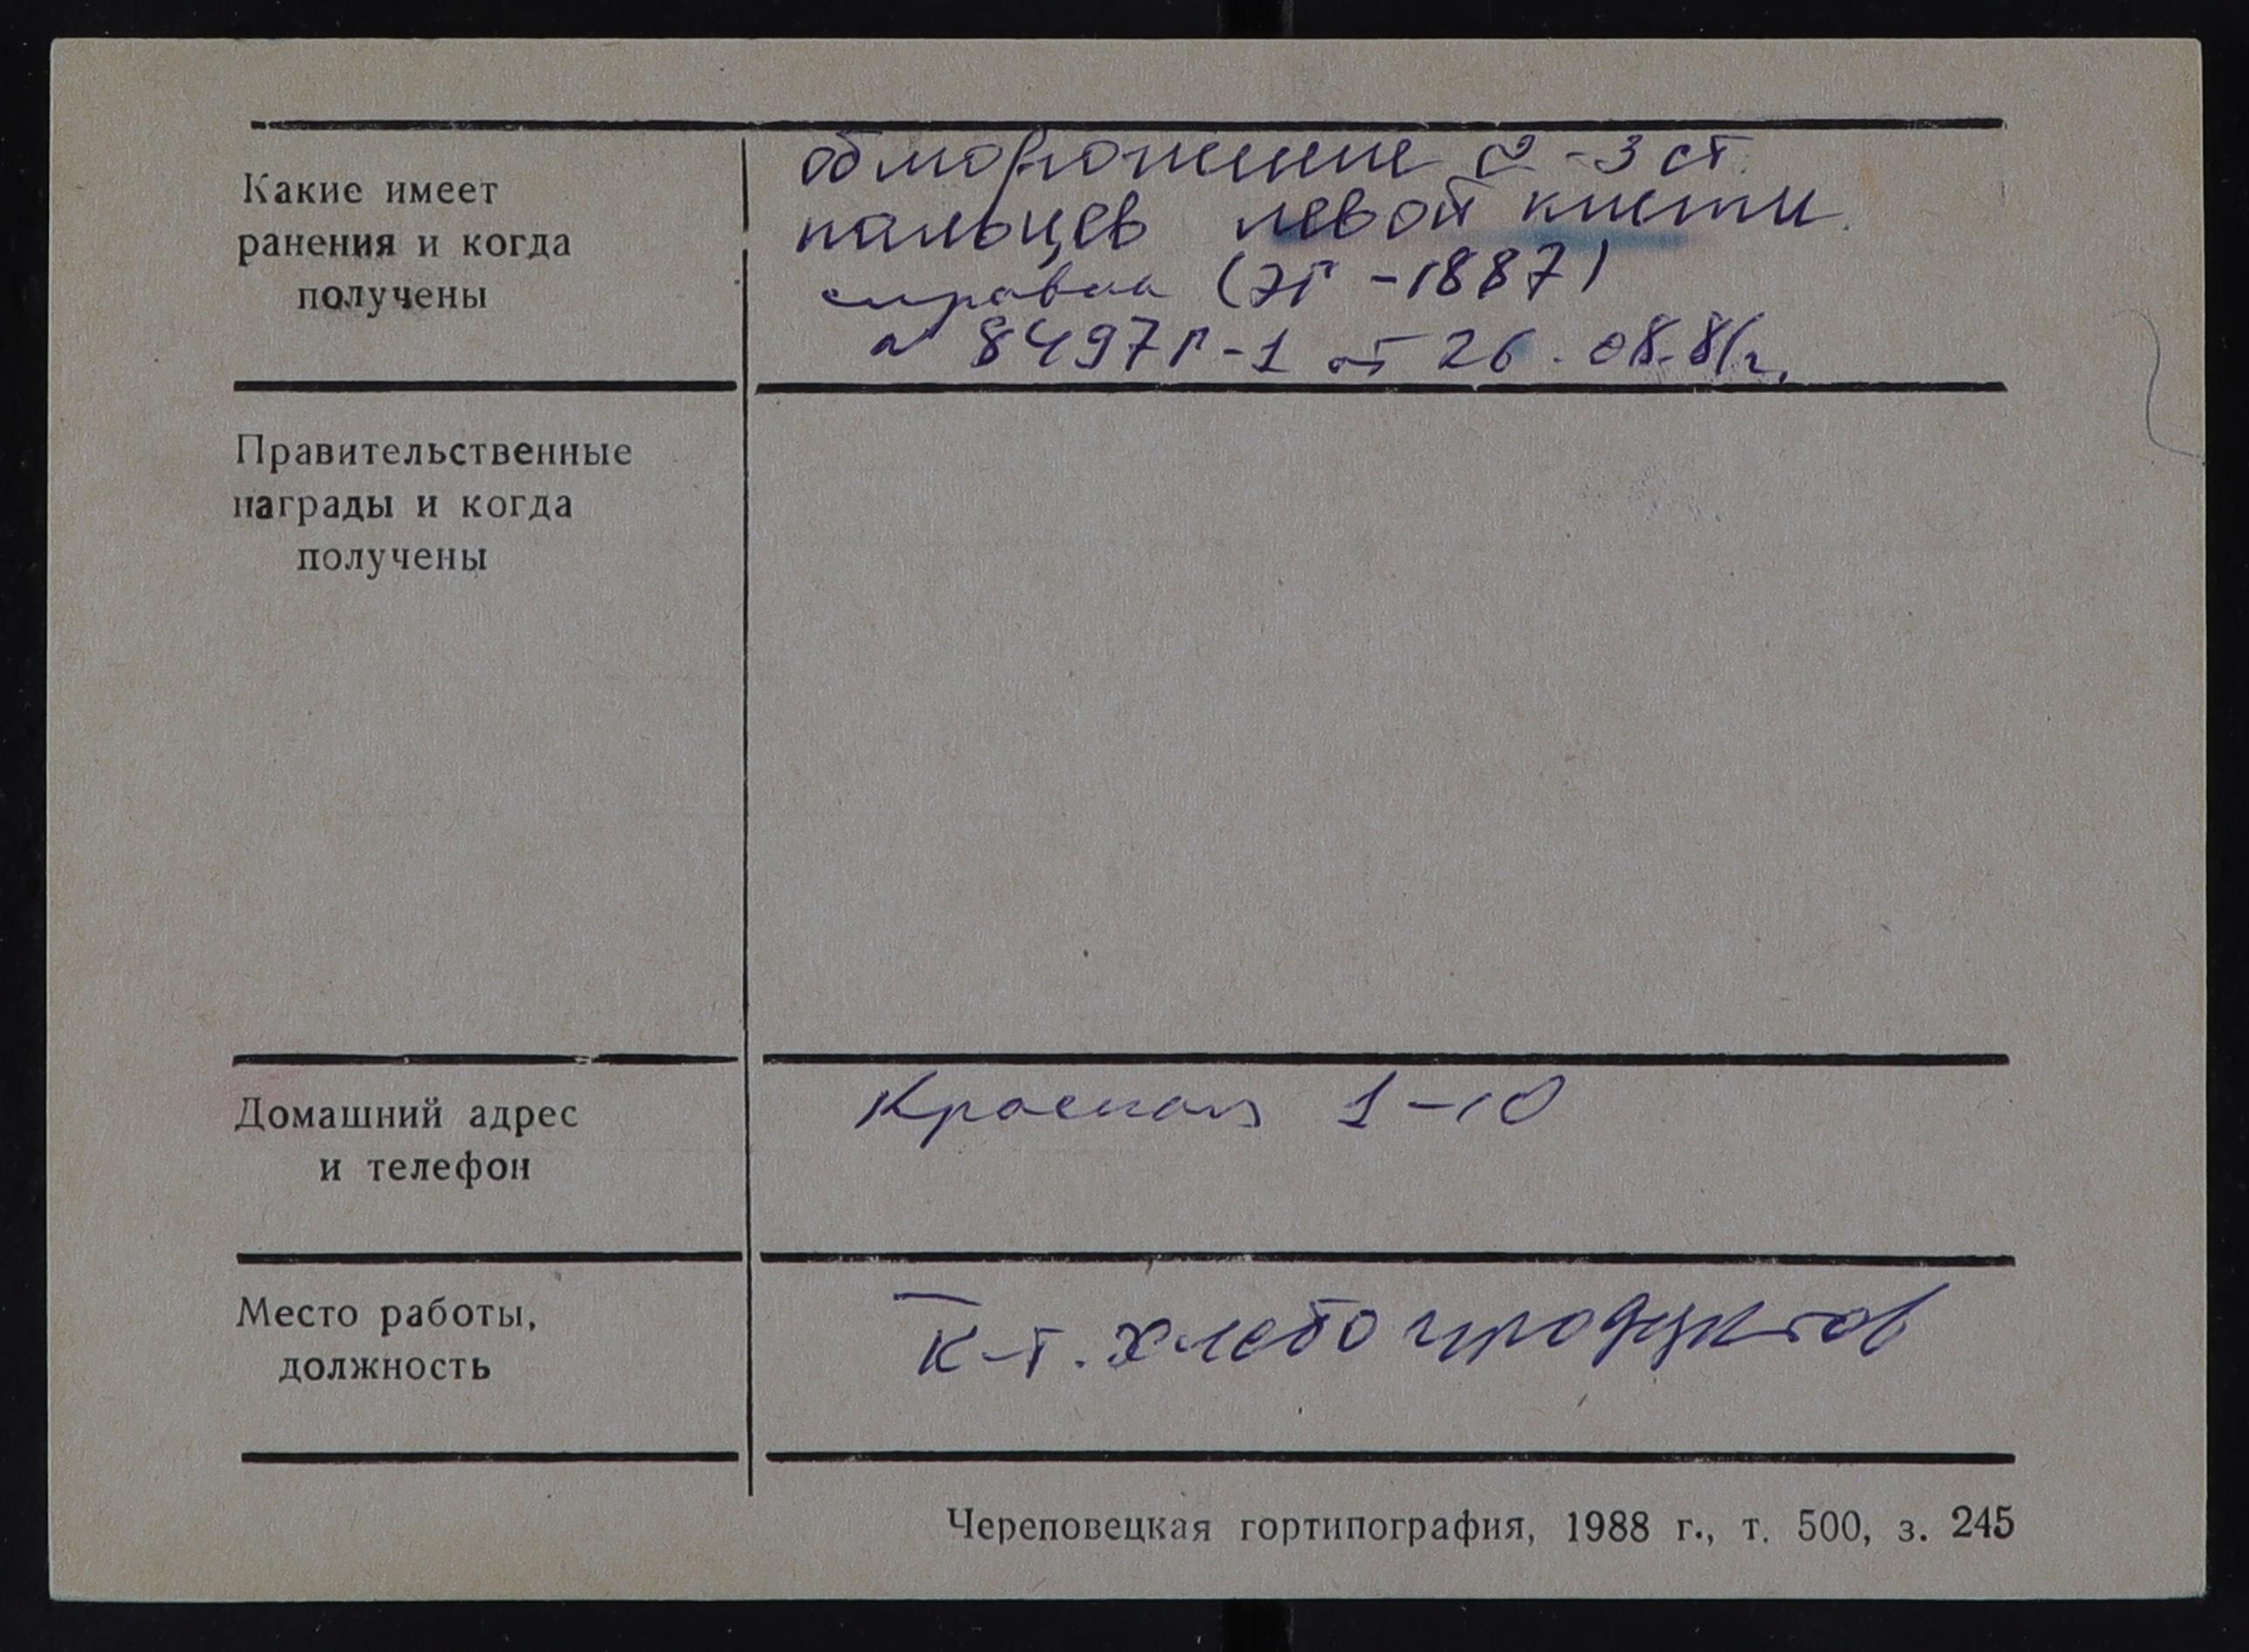 Какие имеет
ранения и когда
получены
обморожение 2-3 ст.
пальцев левой кисти.
справка (ЭГ-1887)
№ 8497Г-1 от 26.08.81г.
Правительственные
награды и когда
получены
Домашний адрес
и телефон
Красная 1-10
Место работы,
должность
К-т. хлебопродуктов
Череповецкая гортипография, 1988 г., т. 500, з. 245